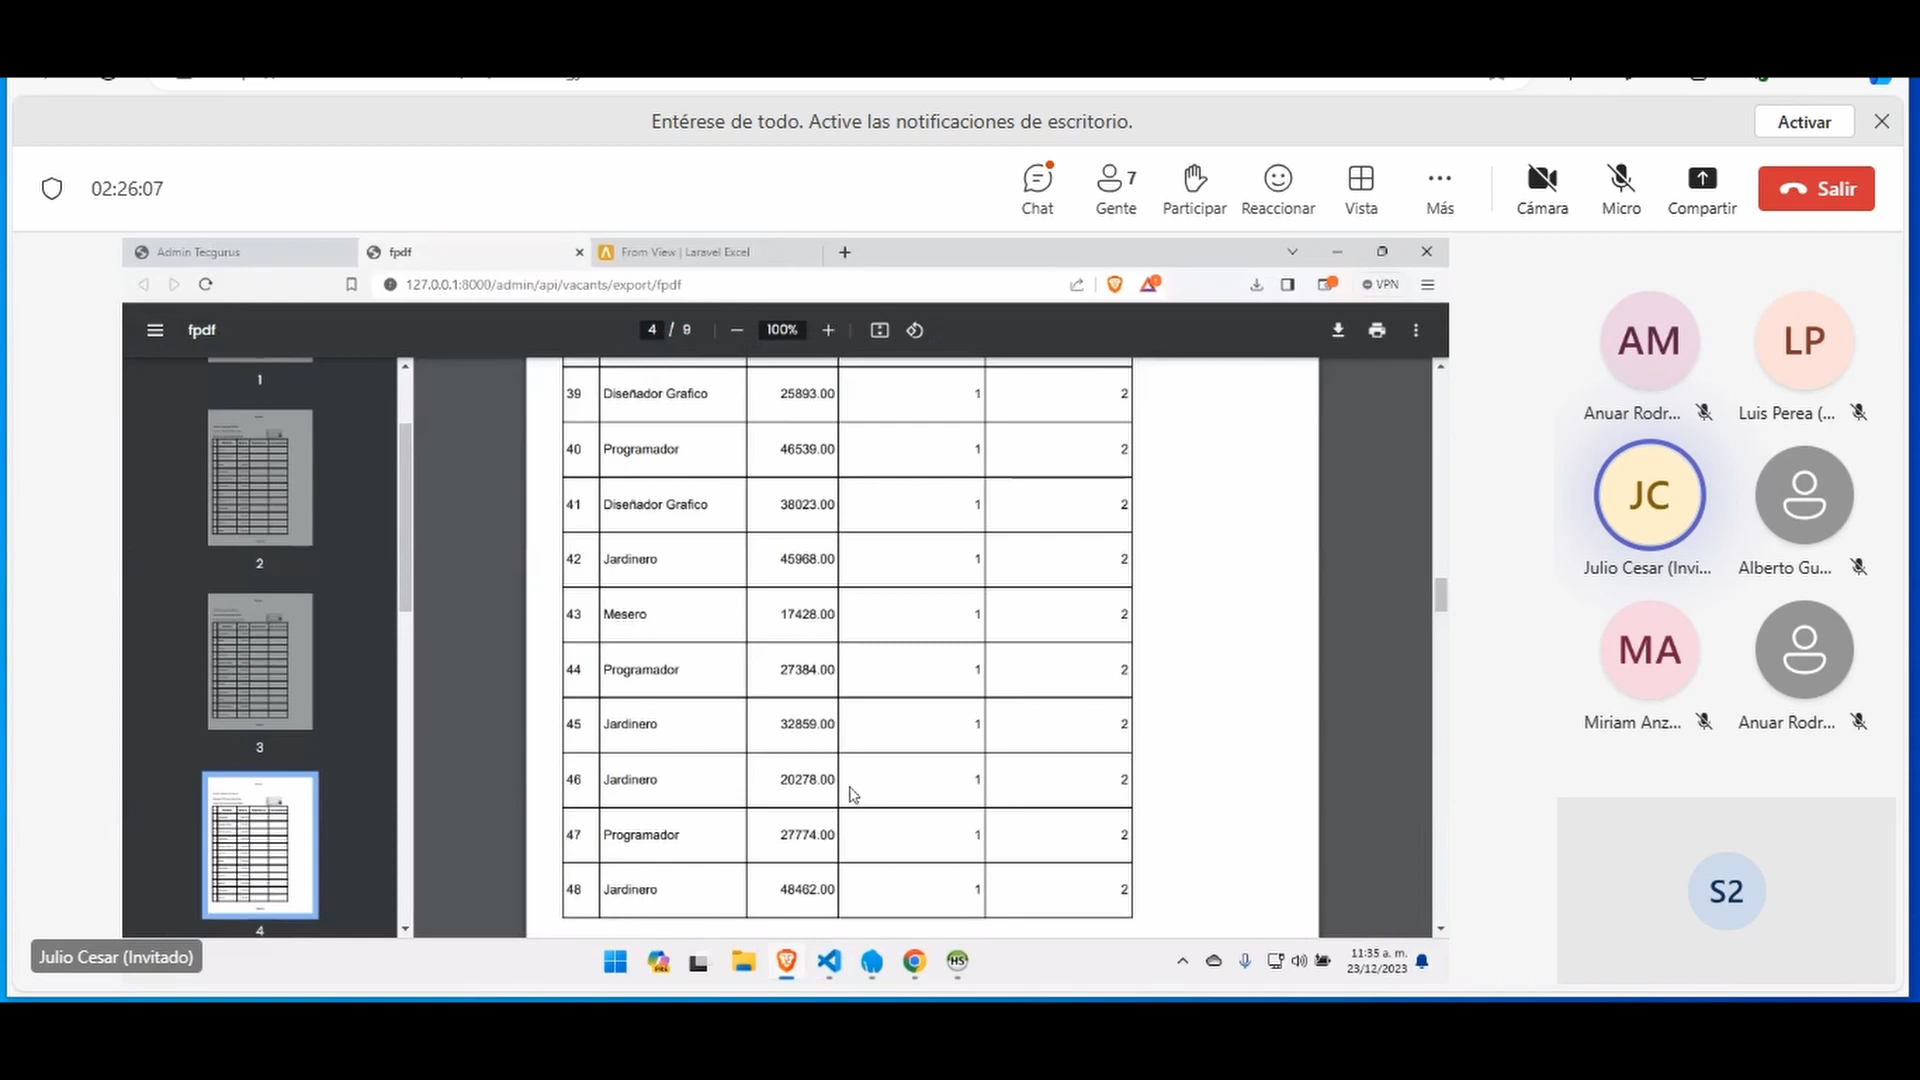 Entérese de todo. Active las notificaciones de escritorio.
Activar
02:26:07
Chat
7
Gente
Participar
Reaccionar
Vista
Más
Cámara
Micro
Compartir
Salir
Admin Tecgurus
fpdf
From View | Laravel Excel
127.0.0.1:8000/admin/api/vacants/export/fpdf
VPN
fpdf
4 / 9
100%
1
2
3
4
39 Diseñador Grafico 25893.00 1 2
40 Programador 46539.00 1 2
41 Diseñador Grafico 38023.00 1 2
42 Jardinero 45968.00 1 2
43 Mesero 17428.00 1 2
44 Programador 27384.00 1 2
45 Jardinero 32859.00 1 2
46 Jardinero 20278.00 1 2
47 Programador 27774.00 1 2
48 Jardinero 48462.00 1 2
AM
LP
Anuar Rodr...
Luis Perea (...
JC
Julio Cesar (Invi...
Alberto Gu...
MA
Miriam Anz...
Anuar Rodr...
S2
Julio Cesar (Invitado)
HS
11:35 a. m.
23/12/2023